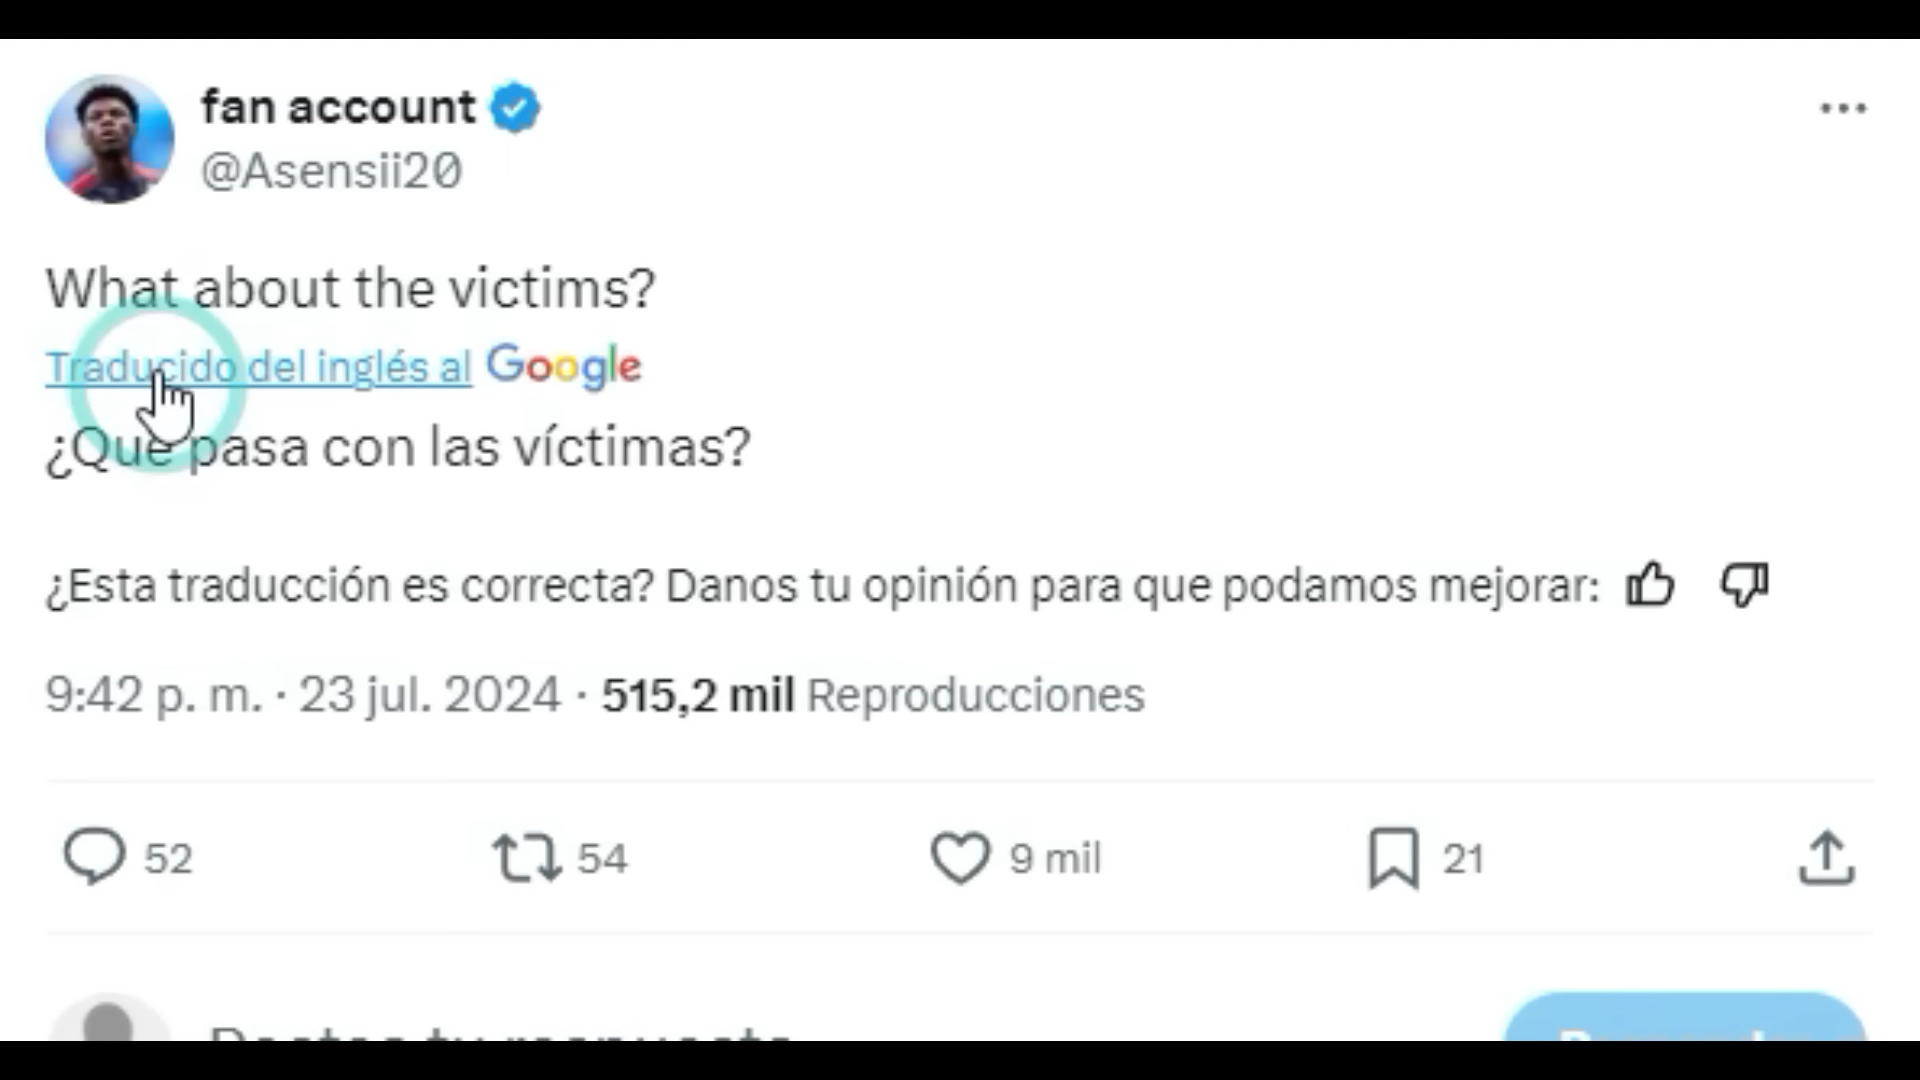 fan account
@Asensii20
What about the victims?
Traducido del inglés al Google
¿Qué pasa con las víctimas?
¿Esta traducción es correcta? Danos tu opinión para que podamos mejorar:
9:42 p. m. · 23 jul. 2024 · 515,2 mil Reproducciones
52 54 9 mil 21